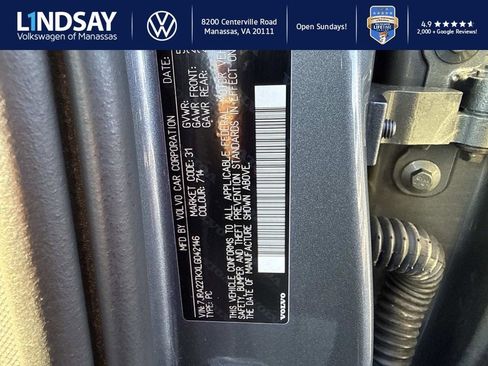 LINDSAY
Volkswagen of Manassas
8200 Centerville Road
Manassas, VA 20111
4.9
2,000 + Google Reviews!
LIFETIME
MFD BY VOLVO CAR CORPORATION DATE:
MARKET CODE: 31 GVWR:
COLOUR: 714 GAWR FRONT:
GAWR REAR:
VIN: 7JRA22TKXLG042146
TYPE: PC
THIS VEHICLE CONFORMS TO ALL APPLICABLE FEDERAL MOTOR
SAFETY, BUMPER AND THEFT PREVENTION STANDARDS IN EFFECT ON
THE DATE OF MANUFACTURE SHOWN ABOVE.
VOLVO